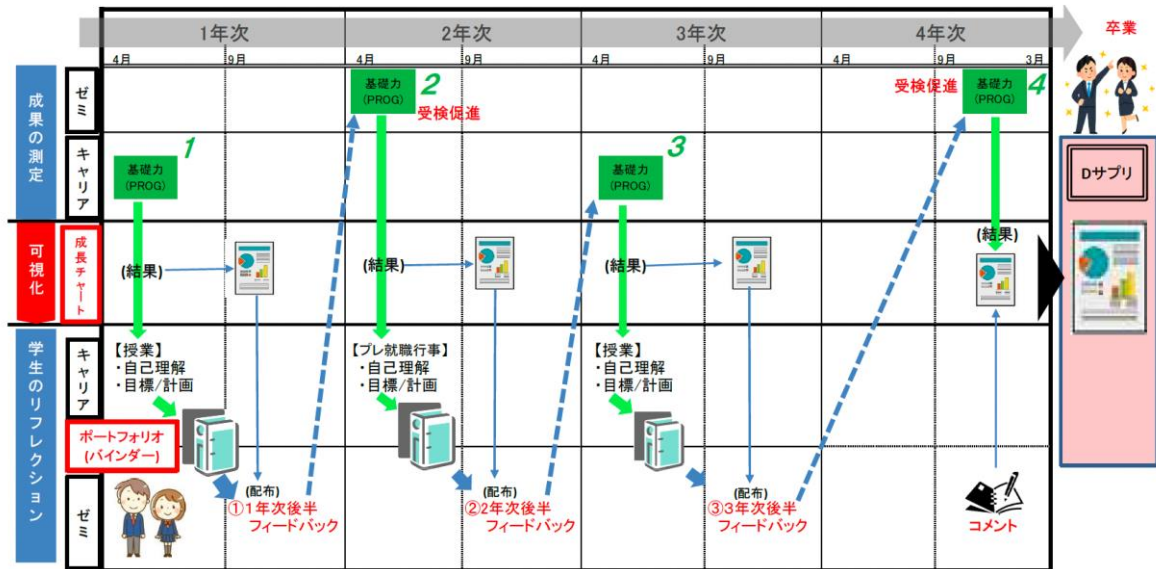 1年次
2年次
3年次
4年次
卒業
4月
9月
4月
9月
4月
9月
4月
9月
3月
成果の測定
ゼミ
基礎力
(PROG)
2
受検促進
受検促進
基礎力
(PROG)
4
キャリア
基礎力
(PROG)
1
基礎力
(PROG)
3
Dサプリ
可視化
成長チャート
(結果)
(結果)
(結果)
(結果)
学生のリフレクション
キャリア
【授業】
・自己理解
・目標/計画
【プレ就職行事】
・自己理解
・目標/計画
【授業】
・自己理解
・目標/計画
ポートフォリオ
(バインダー)
ゼミ
(配布)
①1年次後半
フィードバック
(配布)
②2年次後半
フィードバック
(配布)
③3年次後半
フィードバック
コメント